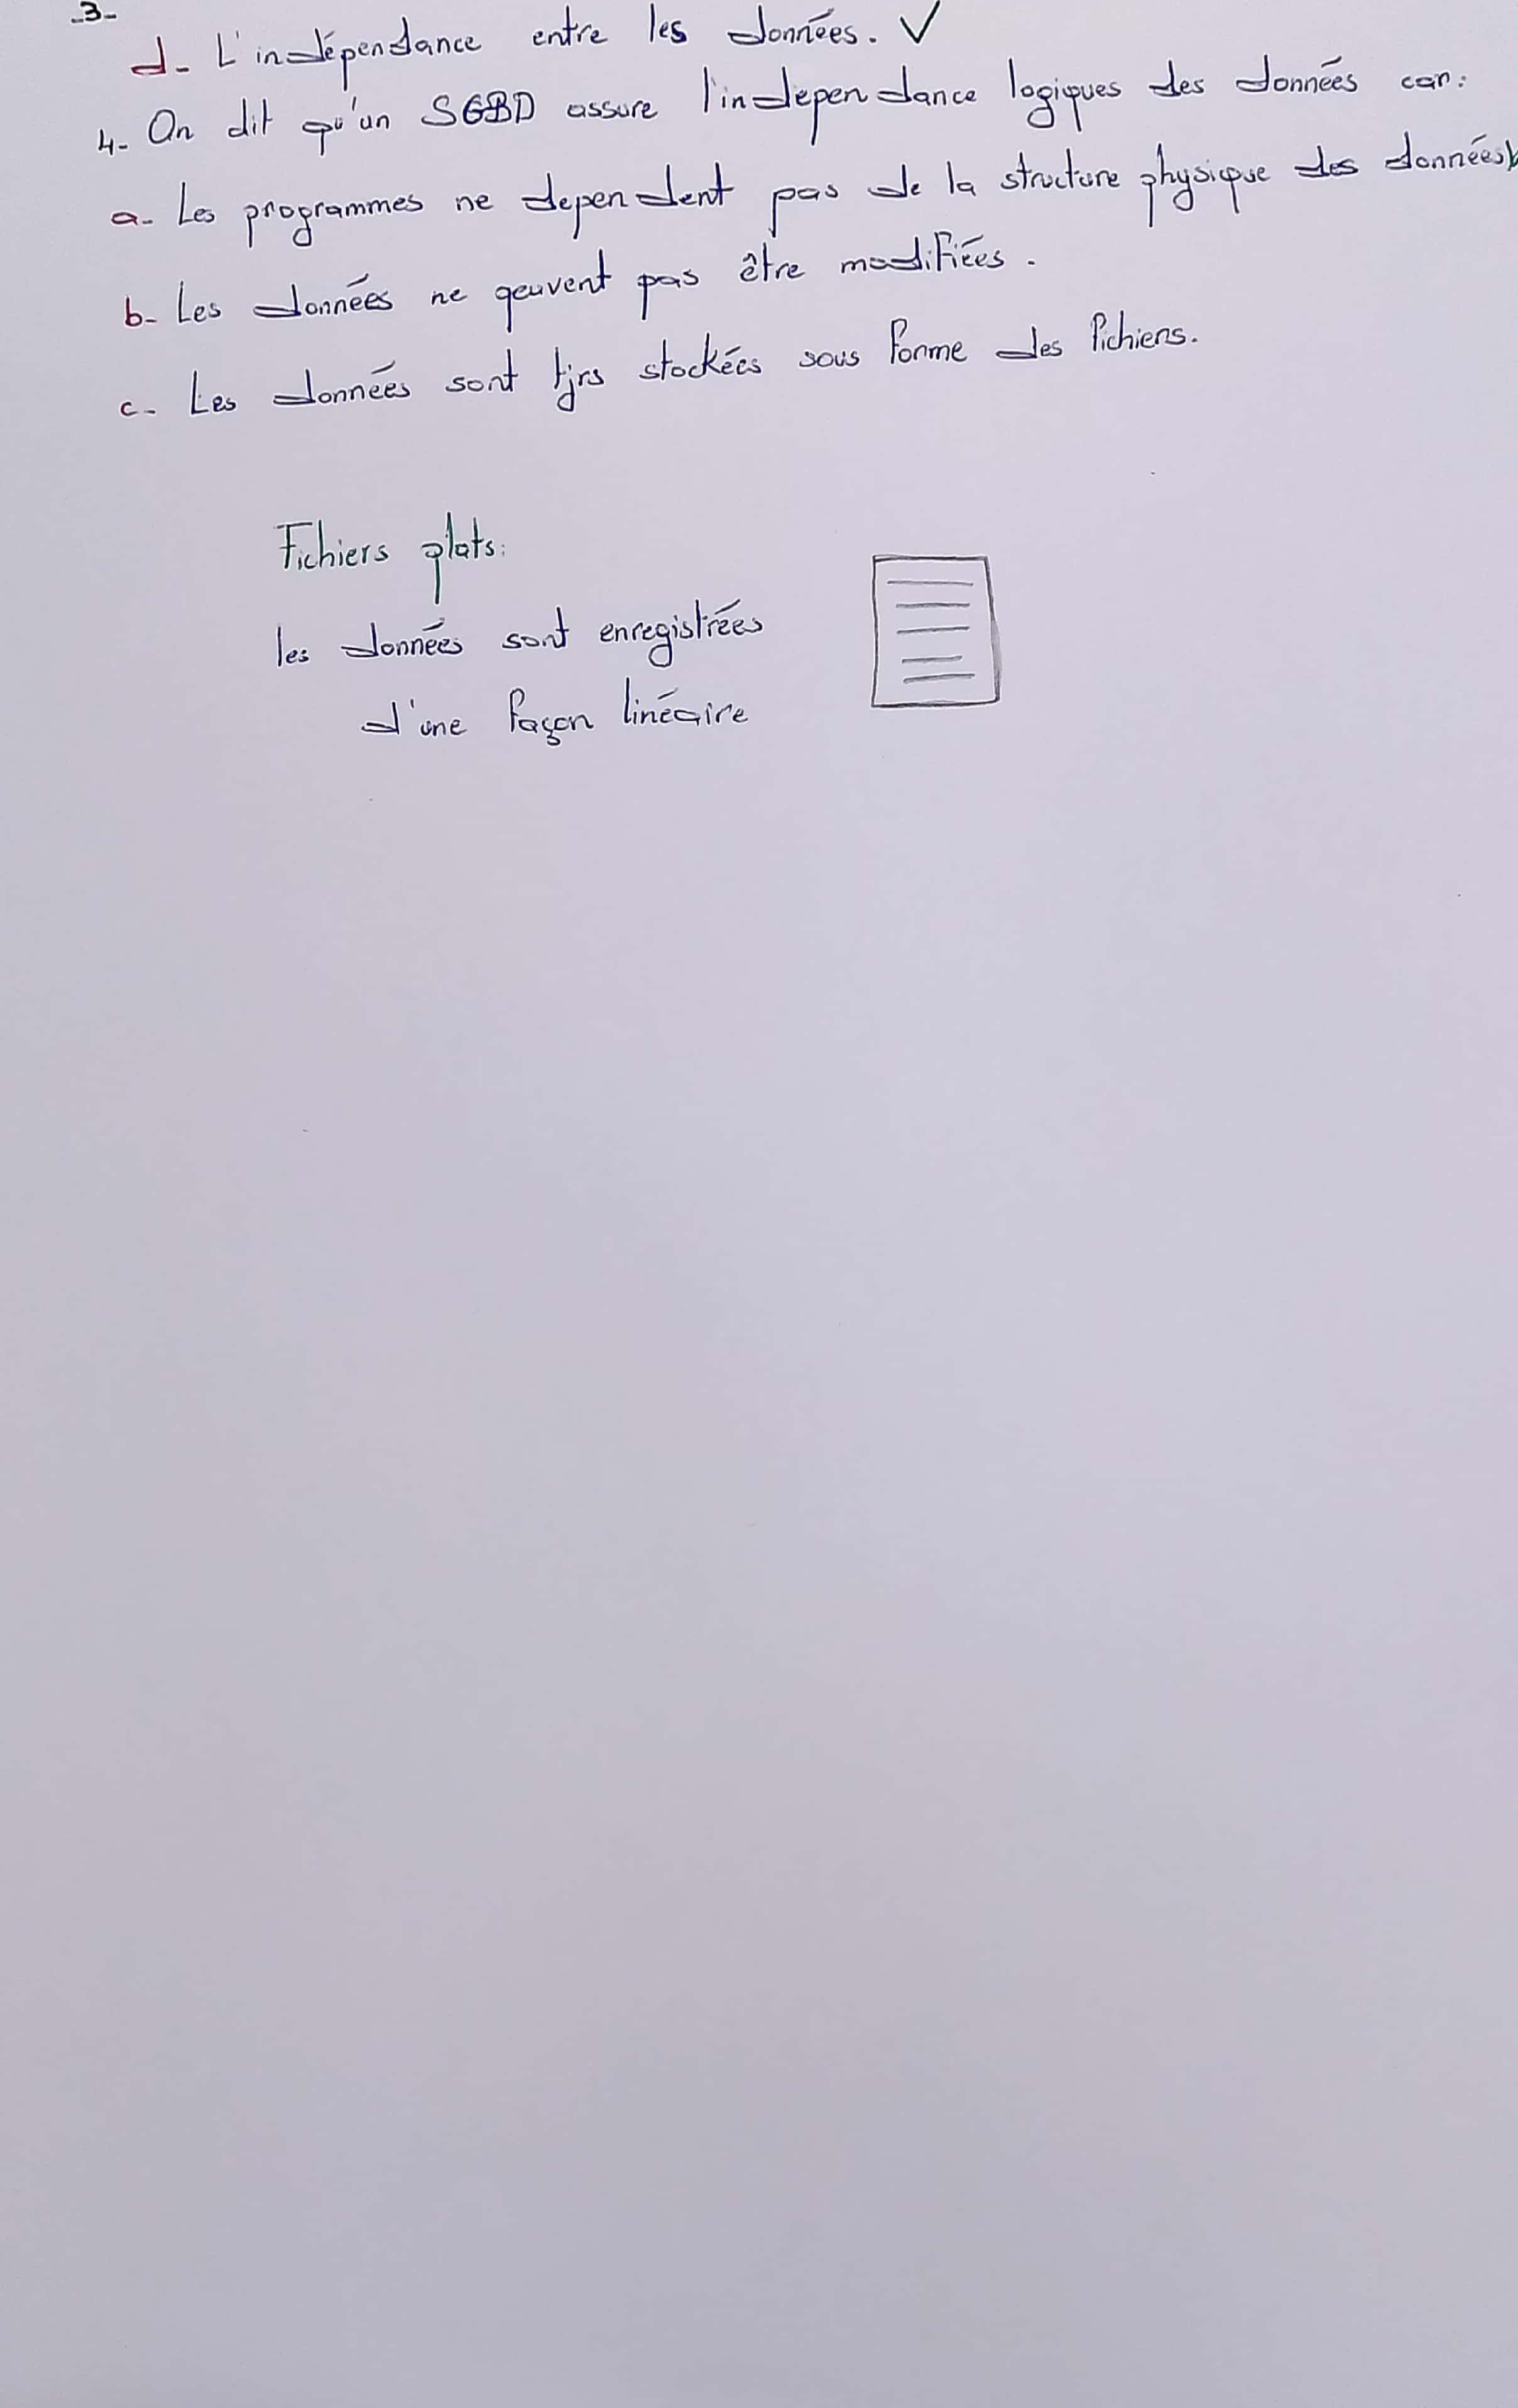 -3-
d- L'indépendance entre les données. ✓
4- On dit qu'un SGBD assure l'independance logiques des données car:
a- Les programmes ne dependent pas de la structure physique des données
b- Les données ne peuvent pas être modifiées.
c- Les données sont tjrs stockées sous forme des fichiers.
Fichiers plats:
les données sont enregistrées
d'une façon linéaire